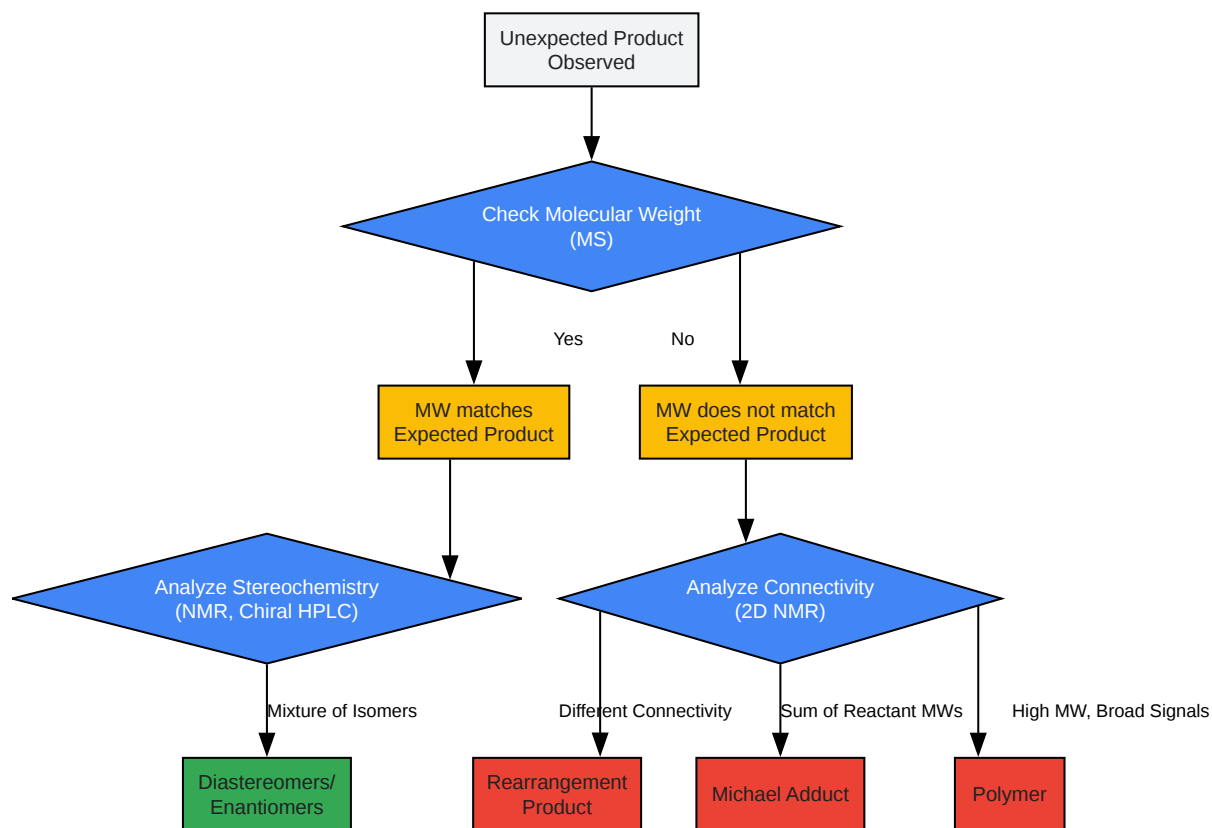 Unexpected Product
Observed
Check Molecular Weight
(MS)
Yes
No
MW matches
Expected Product
MW does not match
Expected Product
Analyze Stereochemistry
(NMR, Chiral HPLC)
Analyze Connectivity
(2D NMR)
Mixture of Isomers
Different Connectivity
Sum of Reactant MWs
High MW, Broad Signals
Diastereomers/
Enantiomers
Rearrangement
Product
Michael Adduct
Polymer